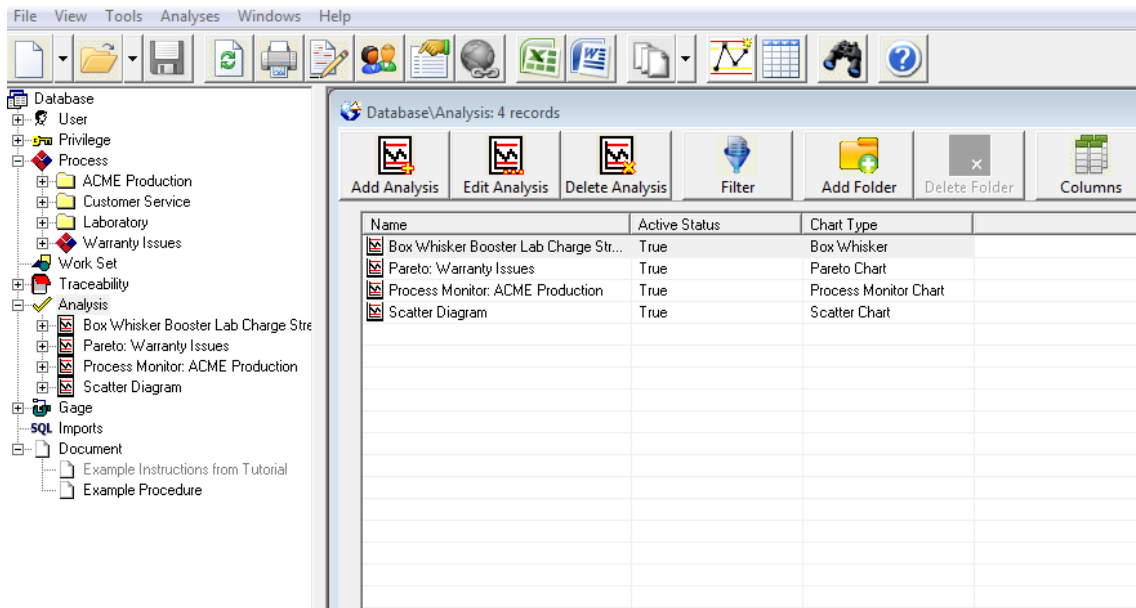 File View Tools Analyses Windows Help
Database
User
Privilege
Process
ACME Production
Customer Service
Laboratory
Warranty Issues
Work Set
Traceability
Analysis
Box Whisker Booster Lab Charge Stre
Pareto: Warranty Issues
Process Monitor: ACME Production
Scatter Diagram
Gage
SQL Imports
Document
Example Instructions from Tutorial
Example Procedure
Database\Analysis: 4 records
Add Analysis Edit Analysis Delete Analysis Filter Add Folder Delete Folder Columns
Name Active Status Chart Type
Box Whisker Booster Lab Charge Str... True Box Whisker
Pareto: Warranty Issues True Pareto Chart
Process Monitor: ACME Production True Process Monitor Chart
Scatter Diagram True Scatter Chart